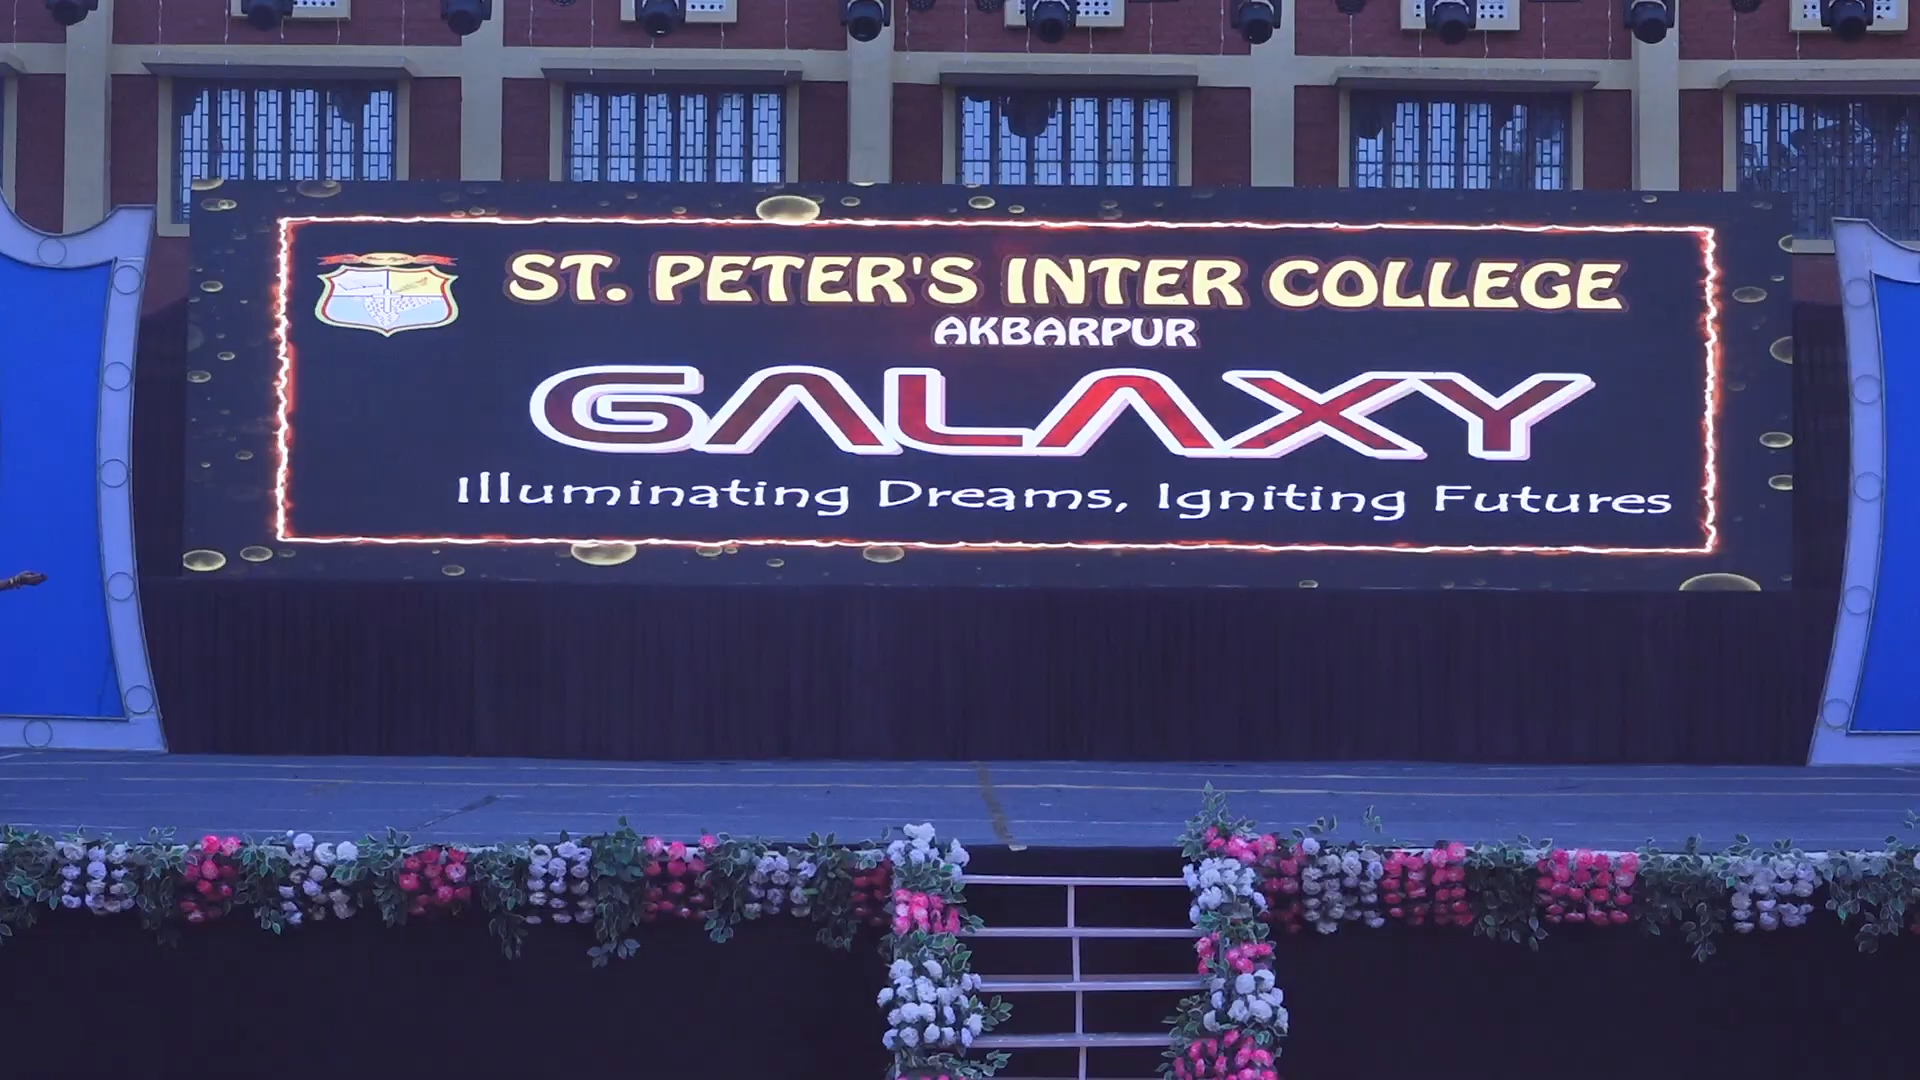 ST. PETER'S INTER COLLEGE
AKBARPUR
GALAXY
Illuminating Dreams, Igniting Futures